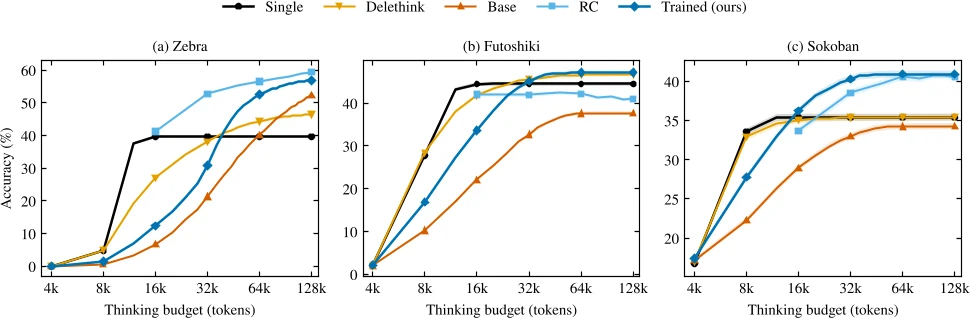 Single Delethink Base RC Trained (ours)
(a) Zebra
(b) Futoshiki
(c) Sokoban
Accuracy (%)
60
50
40
30
20
10
0
4k 8k 16k 32k 64k 128k
Thinking budget (tokens)
40
30
20
10
0
4k 8k 16k 32k 64k 128k
Thinking budget (tokens)
40
35
30
25
20
4k 8k 16k 32k 64k 128k
Thinking budget (tokens)